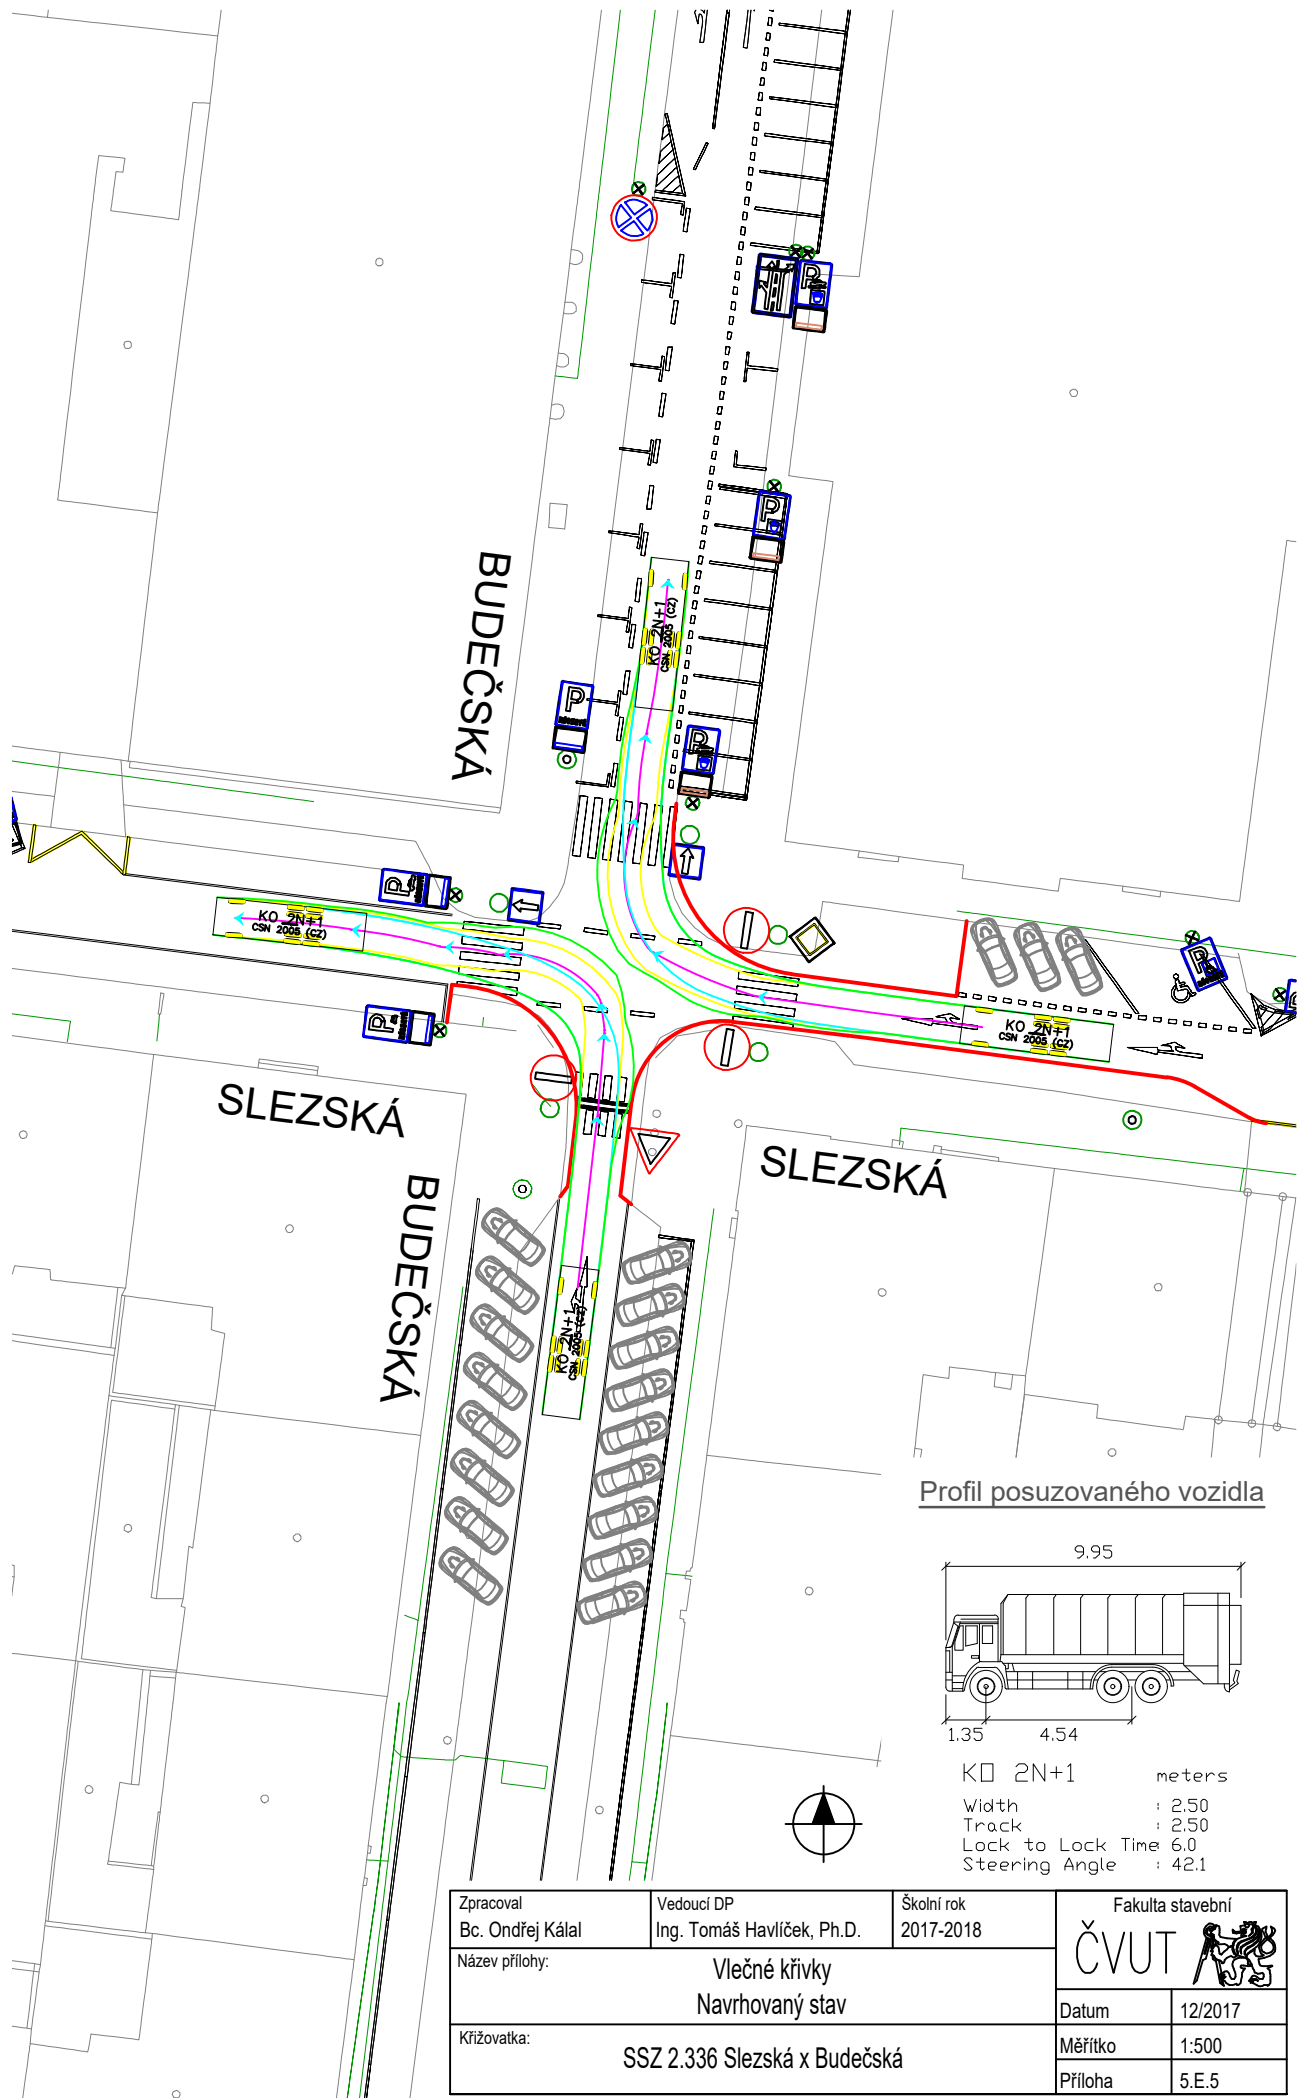 BUDEČSKÁ
KO 2N+1
CSN 2005 (CZ)
P
P
P
P
P
P
P
P
KO 2N+1
CSN 2005 (CZ)
KO 2N+1
CSN 2005 (CZ)
SLEZSKÁ
SLEZSKÁ
BUDEČSKÁ
KO 2N+1
CSN 2005 (CZ)
Profil posuzovaného vozidla
9.95
1.35 4.54
KO 2N+1 meters
Width : 2.50
Track : 2.50
Lock to Lock Time : 6.0
Steering Angle : 42.1
Zpracoval
Bc. Ondřej Kálal
Vedoucí DP
Ing. Tomáš Havlíček, Ph.D.
Školní rok
2017-2018
Fakulta stavební
ČVUT
Název přílohy:
Vlečné křivky
Navrhovaný stav
Datum 12/2017
Křižovatka:
SSZ 2.336 Slezská x Budečská
Měřítko 1:500
Příloha 5.E.5